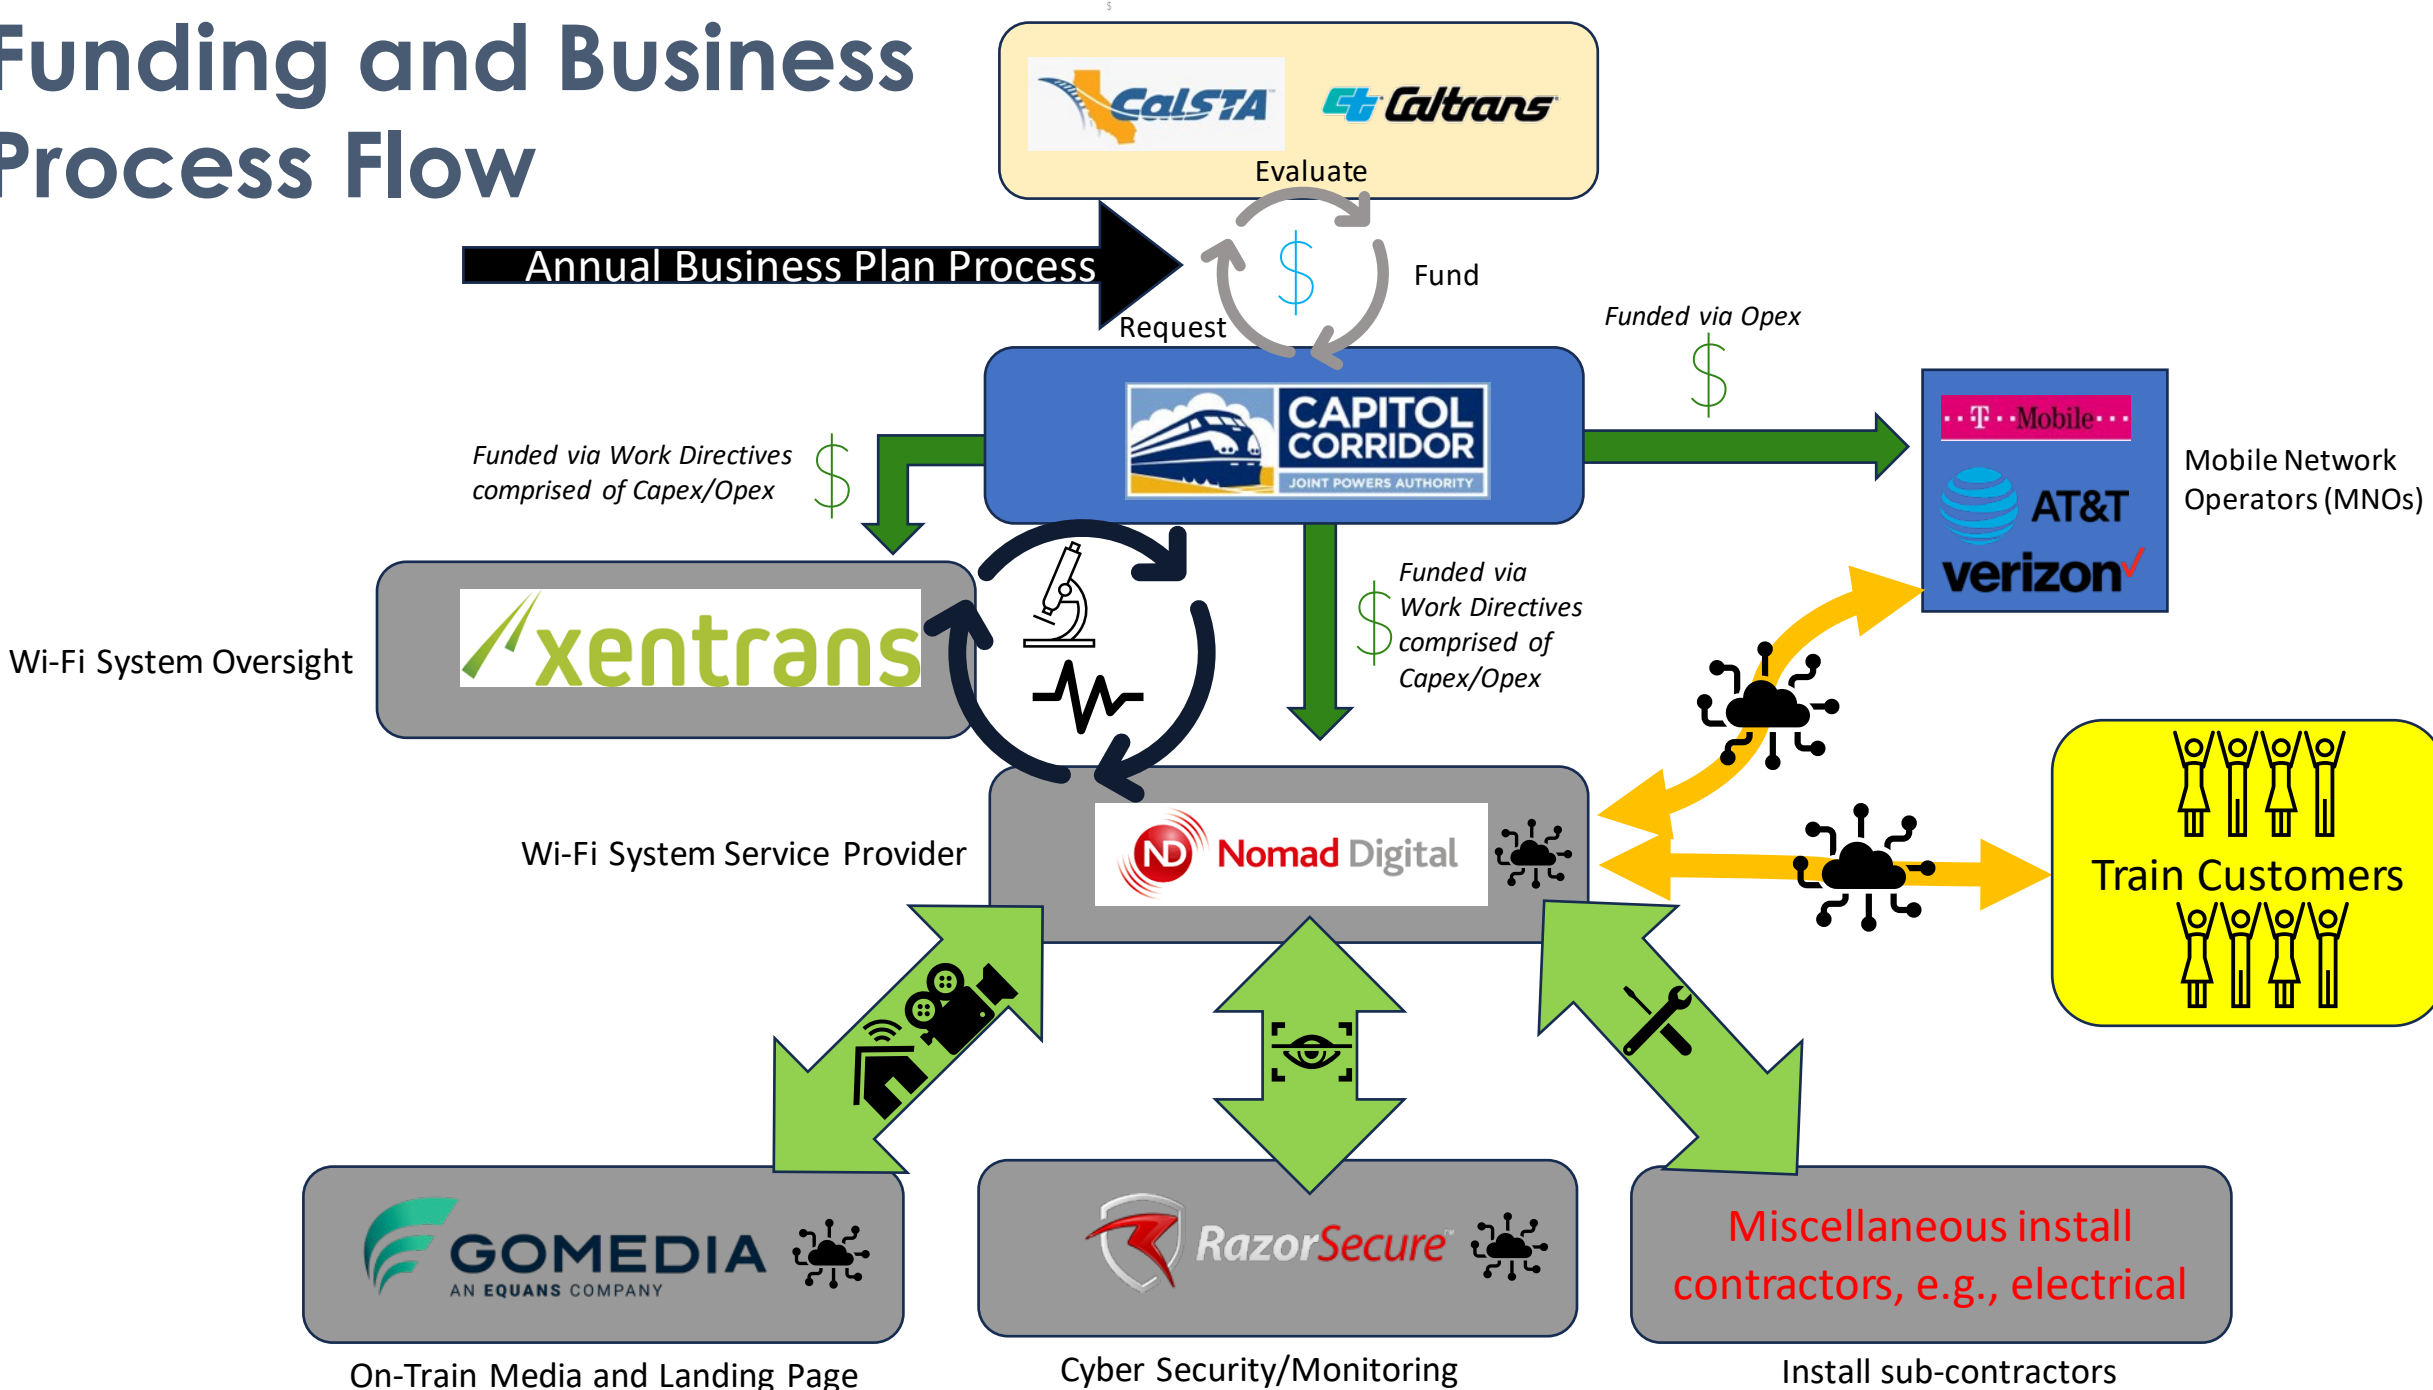 Funding and Business
Process Flow
$
CalSTA
Caltrans
Evaluate
Annual Business Plan Process
$
Fund
Request
Funded via Opex
$
CAPITOL
CORRIDOR
JOINT POWERS AUTHORITY
T Mobile
AT&T
verizon
Mobile Network
Operators (MNOs)
Funded via Work Directives
comprised of Capex/Opex
$
Funded via
Work Directives
comprised of
Capex/Opex
$
Wi-Fi System Oversight
xentrans
Wi-Fi System Service Provider
ND Nomad Digital
Train Customers
GOMEDIA
AN EQUANS COMPANY
RazorSecure™
Miscellaneous install
contractors, e.g., electrical
On-Train Media and Landing Page
Cyber Security/Monitoring
Install sub-contractors